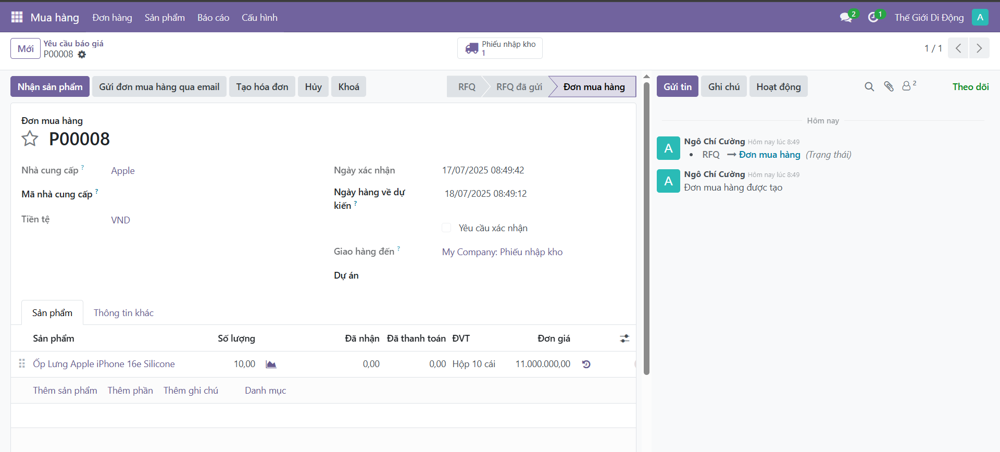 Mua hàng Đơn hàng Sản phẩm Báo cáo Cấu hình 2 1 Thế Giới Di Động A
Mới Yêu cầu báo giá
P00008
Phiếu nhập kho
1
1 / 1
Nhận sản phẩm Gửi đơn mua hàng qua email Tạo hóa đơn Hủy Khoá RFQ RFQ đã gửi Đơn mua hàng
Gửi tin Ghi chú Hoạt động 2 Theo dõi
Đơn mua hàng
P00008
Nhà cung cấp ? Apple
Mã nhà cung cấp ?
Tiền tệ VND
Ngày xác nhận 17/07/2025 08:49:42
Ngày hàng về dự
kiến ? 18/07/2025 08:49:12
Yêu cầu xác nhận
Giao hàng đến ? My Company: Phiếu nhập kho
Dự án
Sản phẩm Thông tin khác
Sản phẩm Số lượng Đã nhận Đã thanh toán ĐVT Đơn giá
Ốp Lưng Apple iPhone 16e Silicone 10,00 0,00 0,00 Hộp 10 cái 11.000.000,00
Thêm sản phẩm Thêm phần Thêm ghi chú Danh mục
Hôm nay
A Ngô Chí Cường Hôm nay lúc 8:49
• RFQ → Đơn mua hàng (Trạng thái)
A Ngô Chí Cường Hôm nay lúc 8:49
Đơn mua hàng được tạo